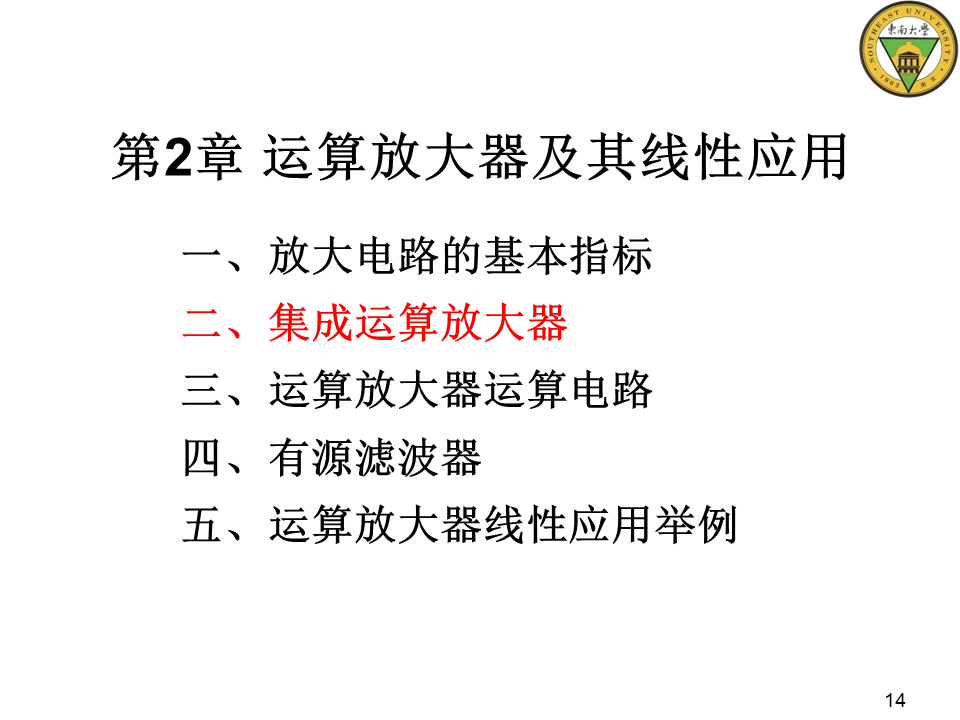 SOUTHEAST UNIVERSITY
東南大學
1902
南京
第2章 运算放大器及其线性应用
一、放大电路的基本指标
二、集成运算放大器
三、运算放大器运算电路
四、有源滤波器
五、运算放大器线性应用举例
14